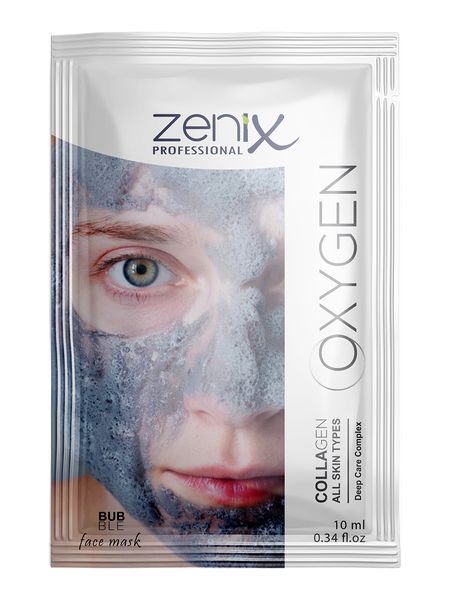 zenix
PROFESSIONAL
OXYGEN
COLLAGEN
ALL SKIN TYPES
Deep Care Complex
BUB
BLE
face mask
10 ml
0.34 fl.oz